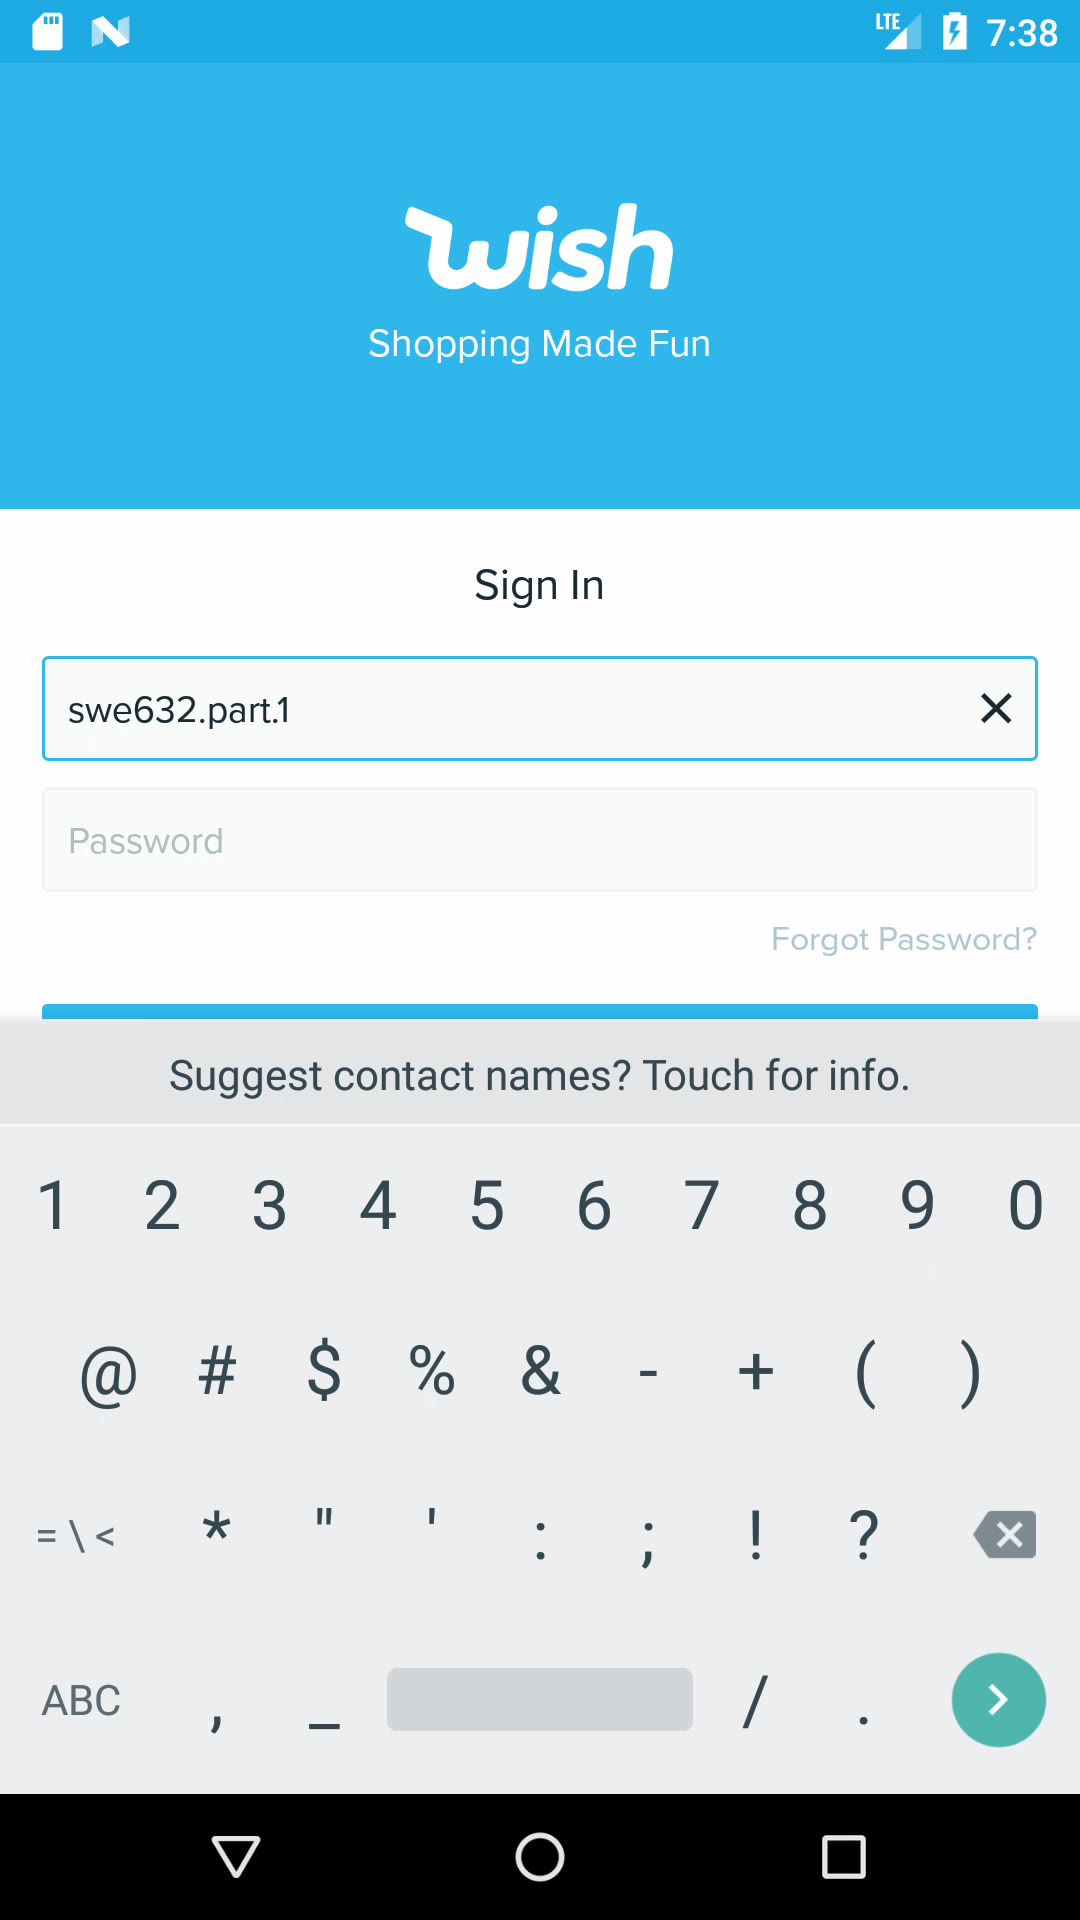 LTE 7:38
wish
Shopping Made Fun
Sign In
swe632.part.1
Password
Forgot Password?
Suggest contact names? Touch for info.
1 2 3 4 5 6 7 8 9 0
@ # $ % & - + ( )
= \ < * " ' : ; ! ?
ABC , _ / .